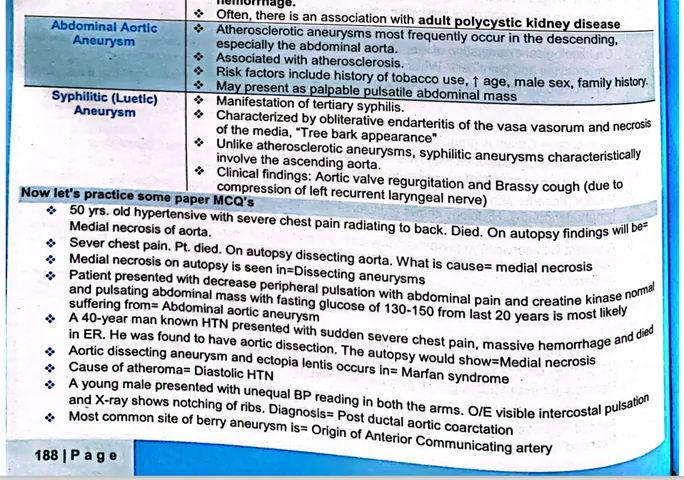 hemorrhage.
❖ Often, there is an association with adult polycystic kidney disease
Abdominal Aortic
Aneurysm
❖ Atherosclerotic aneurysms most frequently occur in the descending,
especially the abdominal aorta.
❖ Associated with atherosclerosis.
❖ Risk factors include history of tobacco use, ↑ age, male sex, family history.
❖ May present as palpable pulsatile abdominal mass
Syphilitic (Luetic)
Aneurysm
❖ Manifestation of tertiary syphilis.
❖ Characterized by obliterative endarteritis of the vasa vasorum and necrosis
of the media, "Tree bark appearance"
❖ Unlike atherosclerotic aneurysms, syphilitic aneurysms characteristically
involve the ascending aorta.
❖ Clinical findings: Aortic valve regurgitation and Brassy cough (due to
compression of left recurrent laryngeal nerve)
Now let's practice some paper MCQ's
❖ 50 yrs. old hypertensive with severe chest pain radiating to back. Died. On autopsy findings will be=
Medial necrosis of aorta.
❖ Sever chest pain. Pt. died. On autopsy dissecting aorta. What is cause= medial necrosis
❖ Medial necrosis on autopsy is seen in=Dissecting aneurysms
❖ Patient presented with decrease peripheral pulsation with abdominal pain and creatine kinase normal
and pulsating abdominal mass with fasting glucose of 130-150 from last 20 years is most likely
suffering from= Abdominal aortic aneurysm
❖ A 40-year man known HTN presented with sudden severe chest pain, massive hemorrhage and died
in ER. He was found to have aortic dissection. The autopsy would show=Medial necrosis
❖ Aortic dissecting aneurysm and ectopia lentis occurs in= Marfan syndrome
❖ Cause of atheroma= Diastolic HTN
❖ A young male presented with unequal BP reading in both the arms. O/E visible intercostal pulsation
and X-ray shows notching of ribs. Diagnosis= Post ductal aortic coarctation
❖ Most common site of berry aneurysm is= Origin of Anterior Communicating artery
188 | P a g e